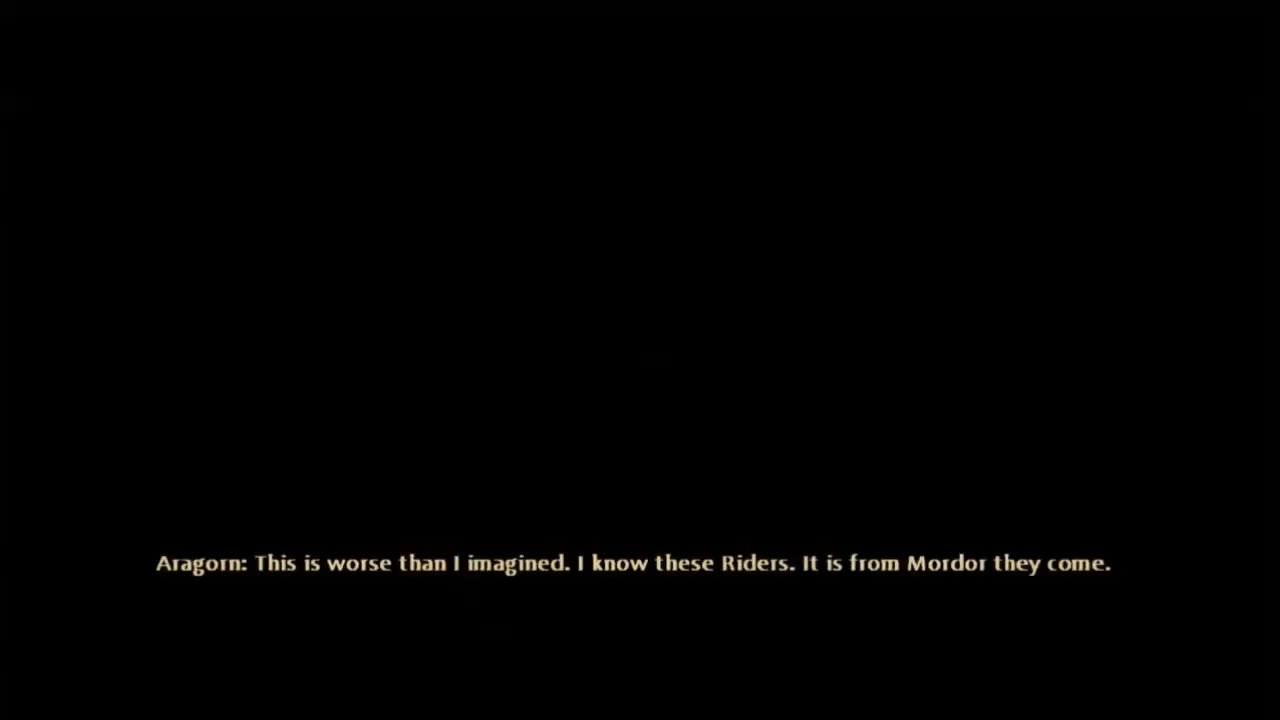 Aragorn: This is worse than I imagined. I know these Riders. It is from Mordor they come.